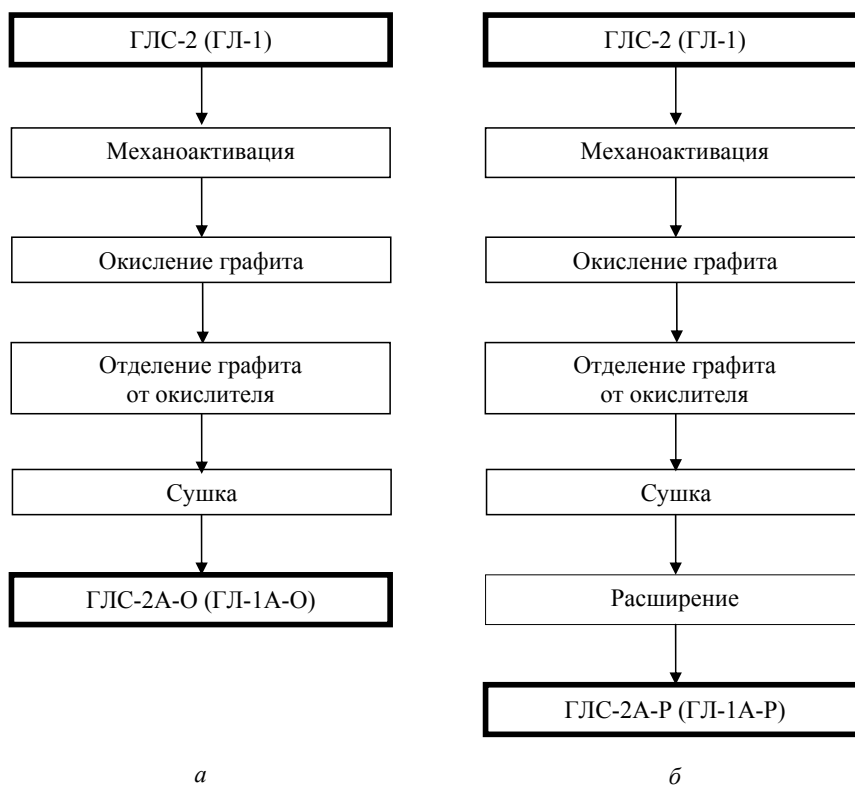 ГЛС-2 (ГЛ-1)
Механоактивация
Окисление графита
Отделение графита
от окислителя
Сушка
ГЛС-2А-О (ГЛ-1А-О)
а
ГЛС-2 (ГЛ-1)
Механоактивация
Окисление графита
Отделение графита
от окислителя
Сушка
Расширение
ГЛС-2А-Р (ГЛ-1А-Р)
б